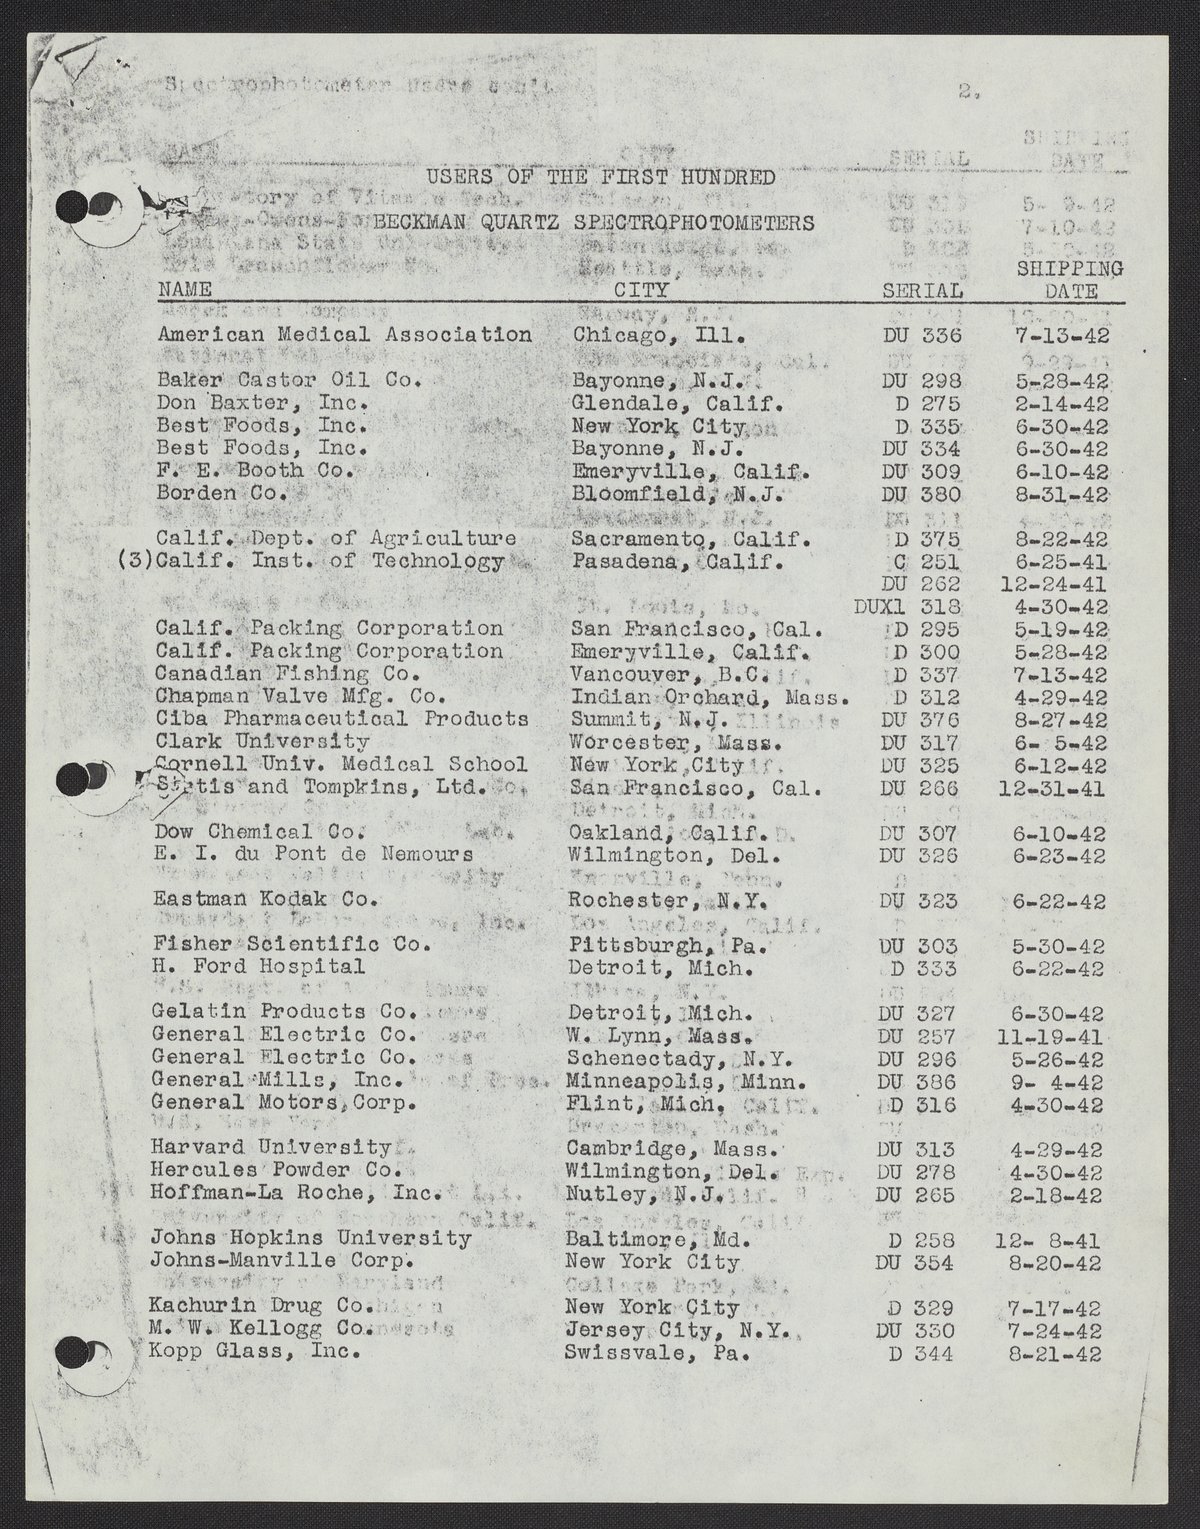 Spectrophotometer Users con't
2.
USERS OF THE FIRST HUNDRED
BECKMAN QUARTZ SPECTROPHOTOMETERS
SHIPPING
NAME CITY SERIAL DATE
American Medical Association Chicago, Ill. DU 336 7-13-42
Baker Castor Oil Co. Bayonne, N.J. DU 298 5-28-42
Don Baxter, Inc. Glendale, Calif. D 275 2-14-42
Best Foods, Inc. New York City D 335 6-30-42
Best Foods, Inc. Bayonne, N.J. DU 334 6-30-42
F. E. Booth Co. Emeryville, Calif. DU 309 6-10-42
Borden Co. Bloomfield, N.J. DU 380 8-31-42
Calif. Dept. of Agriculture Sacramento, Calif. D 375 8-22-42
(3)Calif. Inst. of Technology Pasadena, Calif. C 251 6-25-41
DU 262 12-24-41
DUX1 318 4-30-42
Calif. Packing Corporation San Francisco, Cal. D 295 5-19-42
Calif. Packing Corporation Emeryville, Calif. D 300 5-28-42
Canadian Fishing Co. Vancouver, B.C. D 337 7-13-42
Chapman Valve Mfg. Co. Indian Orchard, Mass. D 312 4-29-42
Ciba Pharmaceutical Products Summit, N.J. DU 376 8-27-42
Clark University Worcester, Mass. DU 317 6- 5-42
Cornell Univ. Medical School New York City DU 325 6-12-42
and Tompkins, Ltd. San Francisco, Cal. DU 266 12-31-41
Dow Chemical Co. Oakland, Calif. DU 307 6-10-42
E. I. du Pont de Nemours Wilmington, Del. DU 326 6-23-42
Eastman Kodak Co. Rochester, N.Y. DU 323 6-22-42
Fisher Scientific Co. Pittsburgh, Pa. DU 303 5-30-42
H. Ford Hospital Detroit, Mich. D 333 6-22-42
Gelatin Products Co. Detroit, Mich. DU 327 6-30-42
General Electric Co. W. Lynn, Mass. DU 257 11-19-41
General Electric Co. Schenectady, N.Y. DU 296 5-26-42
General Mills, Inc. Minneapolis, Minn. DU 386 9- 4-42
General Motors Corp. Flint, Mich. D 316 4-30-42
Harvard University Cambridge, Mass. DU 313 4-29-42
Hercules Powder Co. Wilmington, Del. DU 278 4-30-42
Hoffman-La Roche, Inc. Nutley, N.J. DU 265 2-18-42
Johns Hopkins University Baltimore, Md. D 258 12- 8-41
Johns-Manville Corp. New York City DU 354 8-20-42
Kachurin Drug Co. New York City D 329 7-17-42
M. W. Kellogg Co. Jersey City, N.Y. DU 330 7-24-42
Kopp Glass, Inc. Swissvale, Pa. D 344 8-21-42